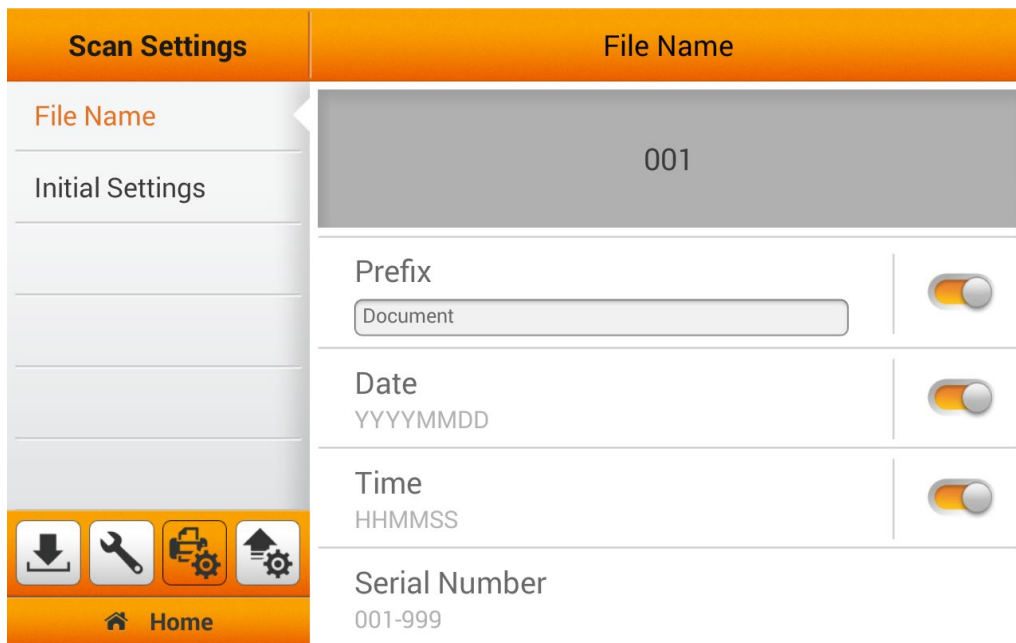 Scan Settings
File Name
File Name
Initial Settings
001
Prefix
Document
Date
YYYYMMDD
Time
HHMMSS
Serial Number
001-999
Home